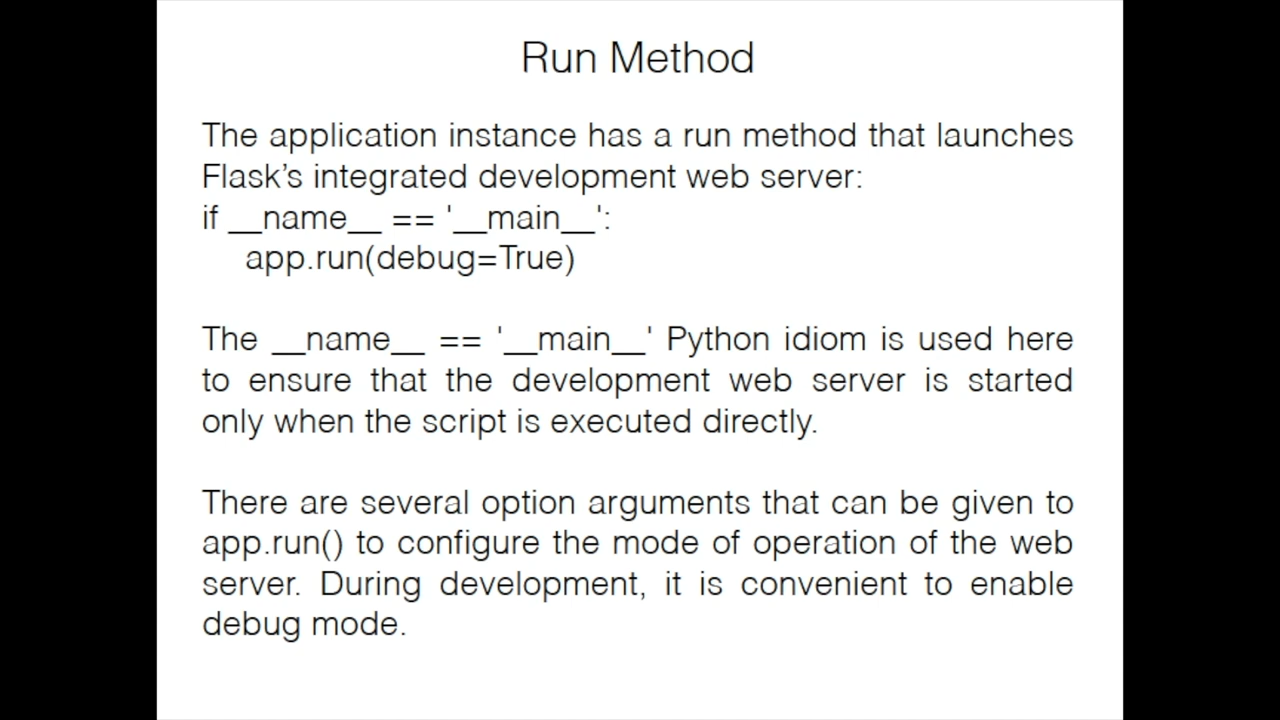 Run Method
The application instance has a run method that launches
Flask’s integrated development web server:
if __name__ == '__main__':
app.run(debug=True)
The __name__ == '__main__' Python idiom is used here
to ensure that the development web server is started
only when the script is executed directly.
There are several option arguments that can be given to
app.run() to configure the mode of operation of the web
server. During development, it is convenient to enable
debug mode.